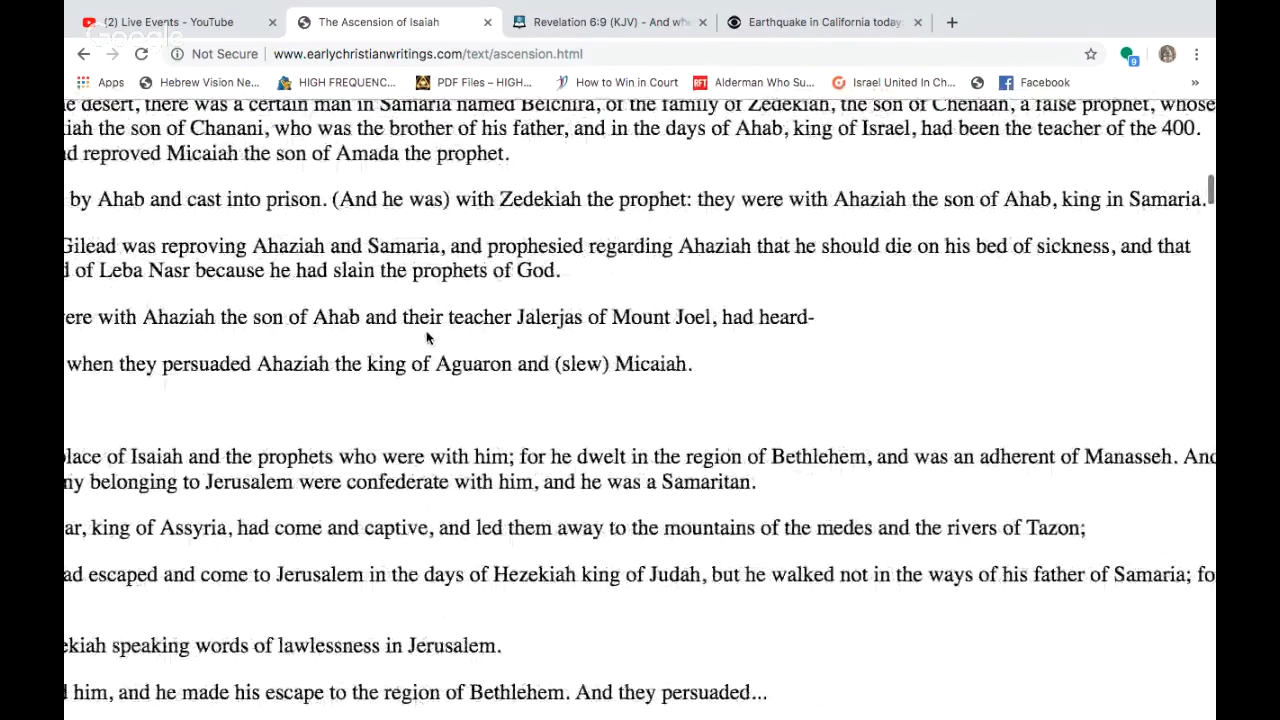 (2) Live Events - YouTube
The Ascension of Isaiah
Revelation 6:9 (KJV) - And wh
Earthquake in California today:
Google
Not Secure
www.earlychristianwritings.com/text/ascension.html
9
Apps
Hebrew Vision Ne...
HIGH FREQUENC...
PDF Files – HIGH...
How to Win in Court
RFT
Alderman Who Su...
Israel United In Ch...
Facebook
»
e desert, there was a certain man in Samaria named Belchira, of the family of Zedekiah, the son of Chenaan, a false prophet, whose
iah the son of Chanani, who was the brother of his father, and in the days of Ahab, king of Israel, had been the teacher of the 400.
d reproved Micaiah the son of Amada the prophet.
by Ahab and cast into prison. (And he was) with Zedekiah the prophet: they were with Ahaziah the son of Ahab, king in Samaria.
Gilead was reproving Ahaziah and Samaria, and prophesied regarding Ahaziah that he should die on his bed of sickness, and that
d of Leba Nasr because he had slain the prophets of God.
ere with Ahaziah the son of Ahab and their teacher Jalerjas of Mount Joel, had heard-
when they persuaded Ahaziah the king of Aguaron and (slew) Micaiah.
lace of Isaiah and the prophets who were with him; for he dwelt in the region of Bethlehem, and was an adherent of Manasseh. And
ny belonging to Jerusalem were confederate with him, and he was a Samaritan.
ar, king of Assyria, had come and captive, and led them away to the mountains of the medes and the rivers of Tazon;
ad escaped and come to Jerusalem in the days of Hezekiah king of Judah, but he walked not in the ways of his father of Samaria; fo
ekiah speaking words of lawlessness in Jerusalem.
d him, and he made his escape to the region of Bethlehem. And they persuaded...